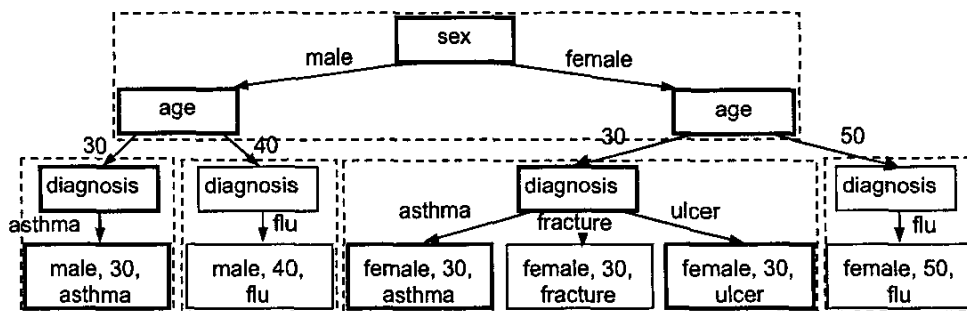 sex
male
female
age
age
30
40
30
50
diagnosis
diagnosis
diagnosis
diagnosis
asthma
flu
asthma
fracture
ulcer
flu
male, 30,
asthma
male, 40,
flu
female, 30,
asthma
female, 30,
fracture
female, 30,
ulcer
female, 50,
flu